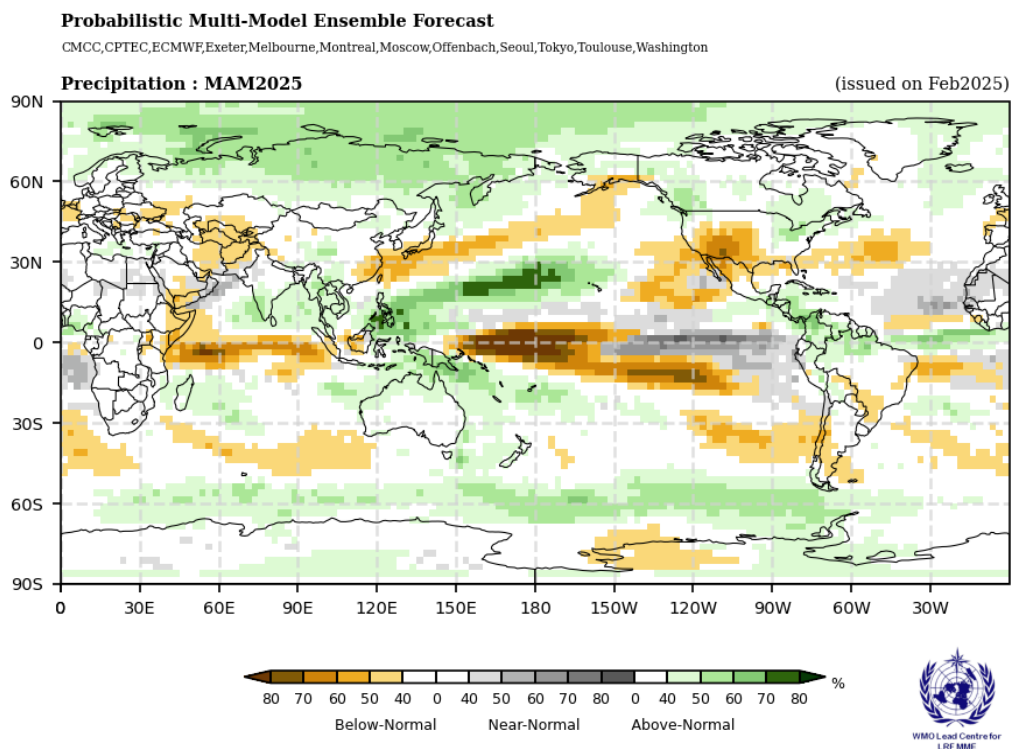 Probabilistic Multi-Model Ensemble Forecast
CMCC,CPTEC,ECMWF,Exeter,Melbourne,Montreal,Moscow,Offenbach,Seoul,Tokyo,Toulouse,Washington
Precipitation : MAM2025 (issued on Feb2025)
90N
60N
30N
0
30S
60S
90S
0 30E 60E 90E 120E 150E 180 150W 120W 90W 60W 30W
80 70 60 50 40 0 40 50 60 70 80 0 40 50 60 70 80 %
Below-Normal Near-Normal Above-Normal
WMO Lead Centre for
LRF MME